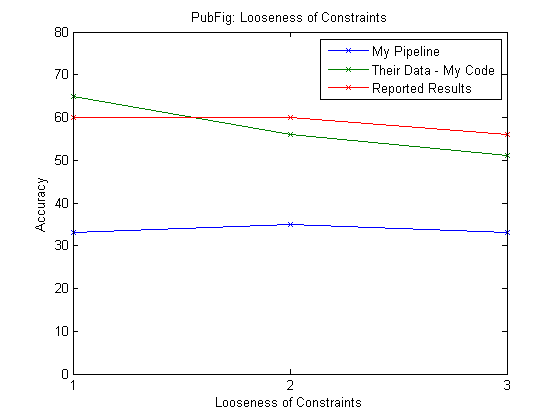 PubFig: Looseness of Constraints
80
70
60
50
40
30
20
10
0
Accuracy
My Pipeline
Their Data - My Code
Reported Results
1
2
3
Looseness of Constraints